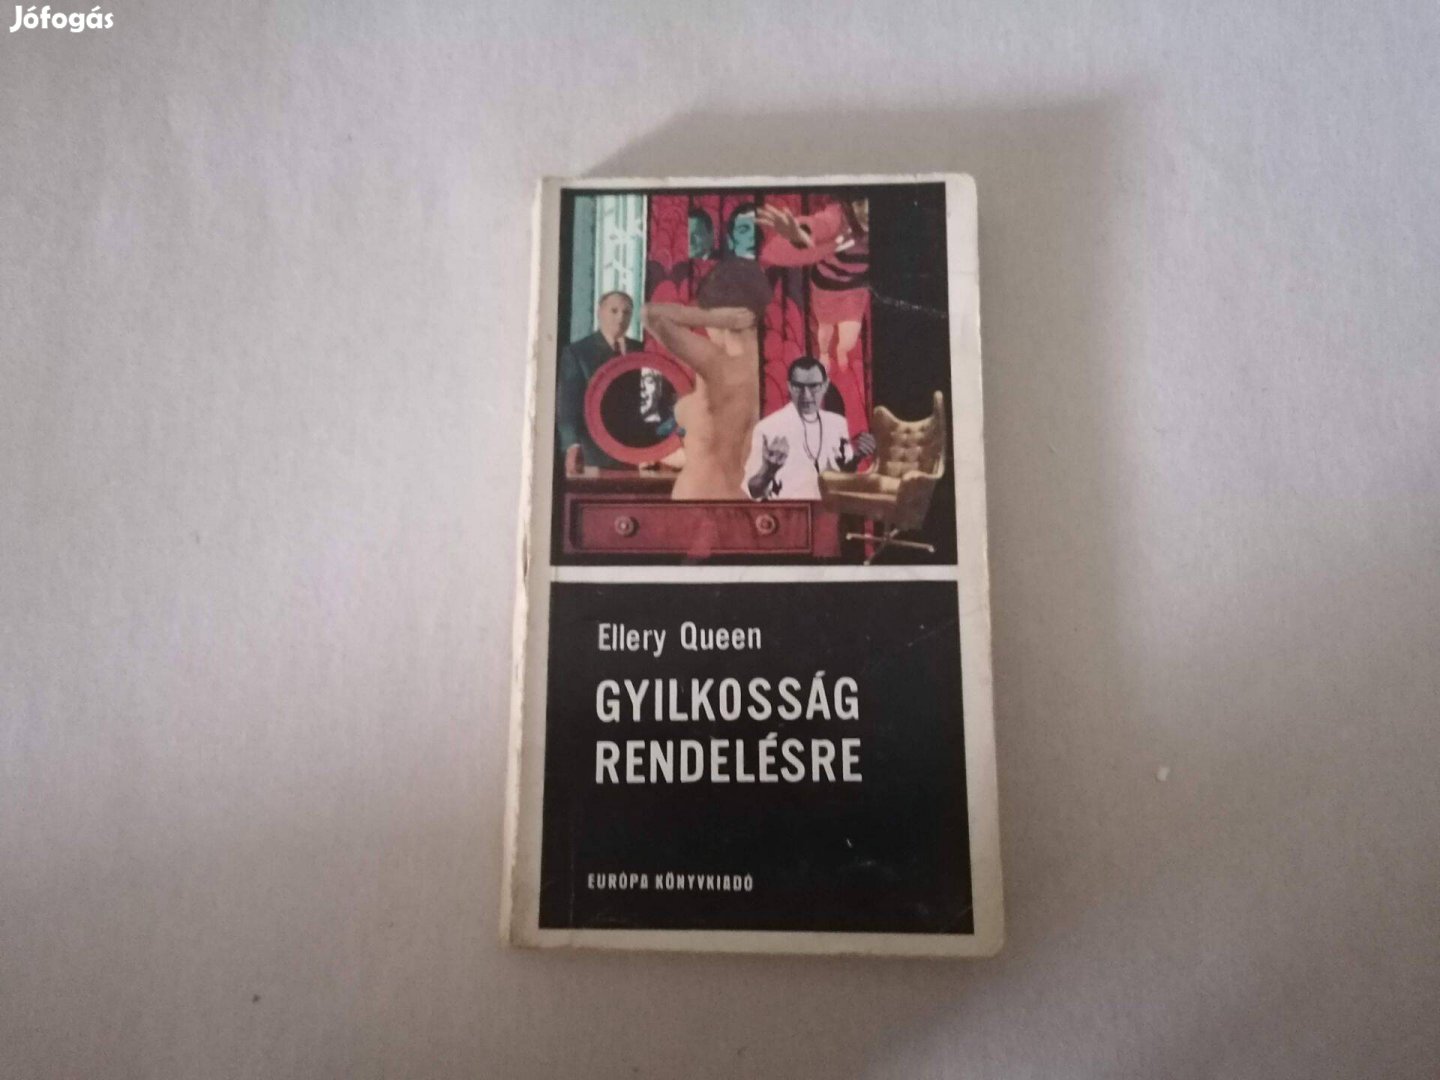 Jófogás
Ellery Queen
GYILKOSSÁG
RENDELÉSRE
EURÓPA KÖNYVKIADÓ